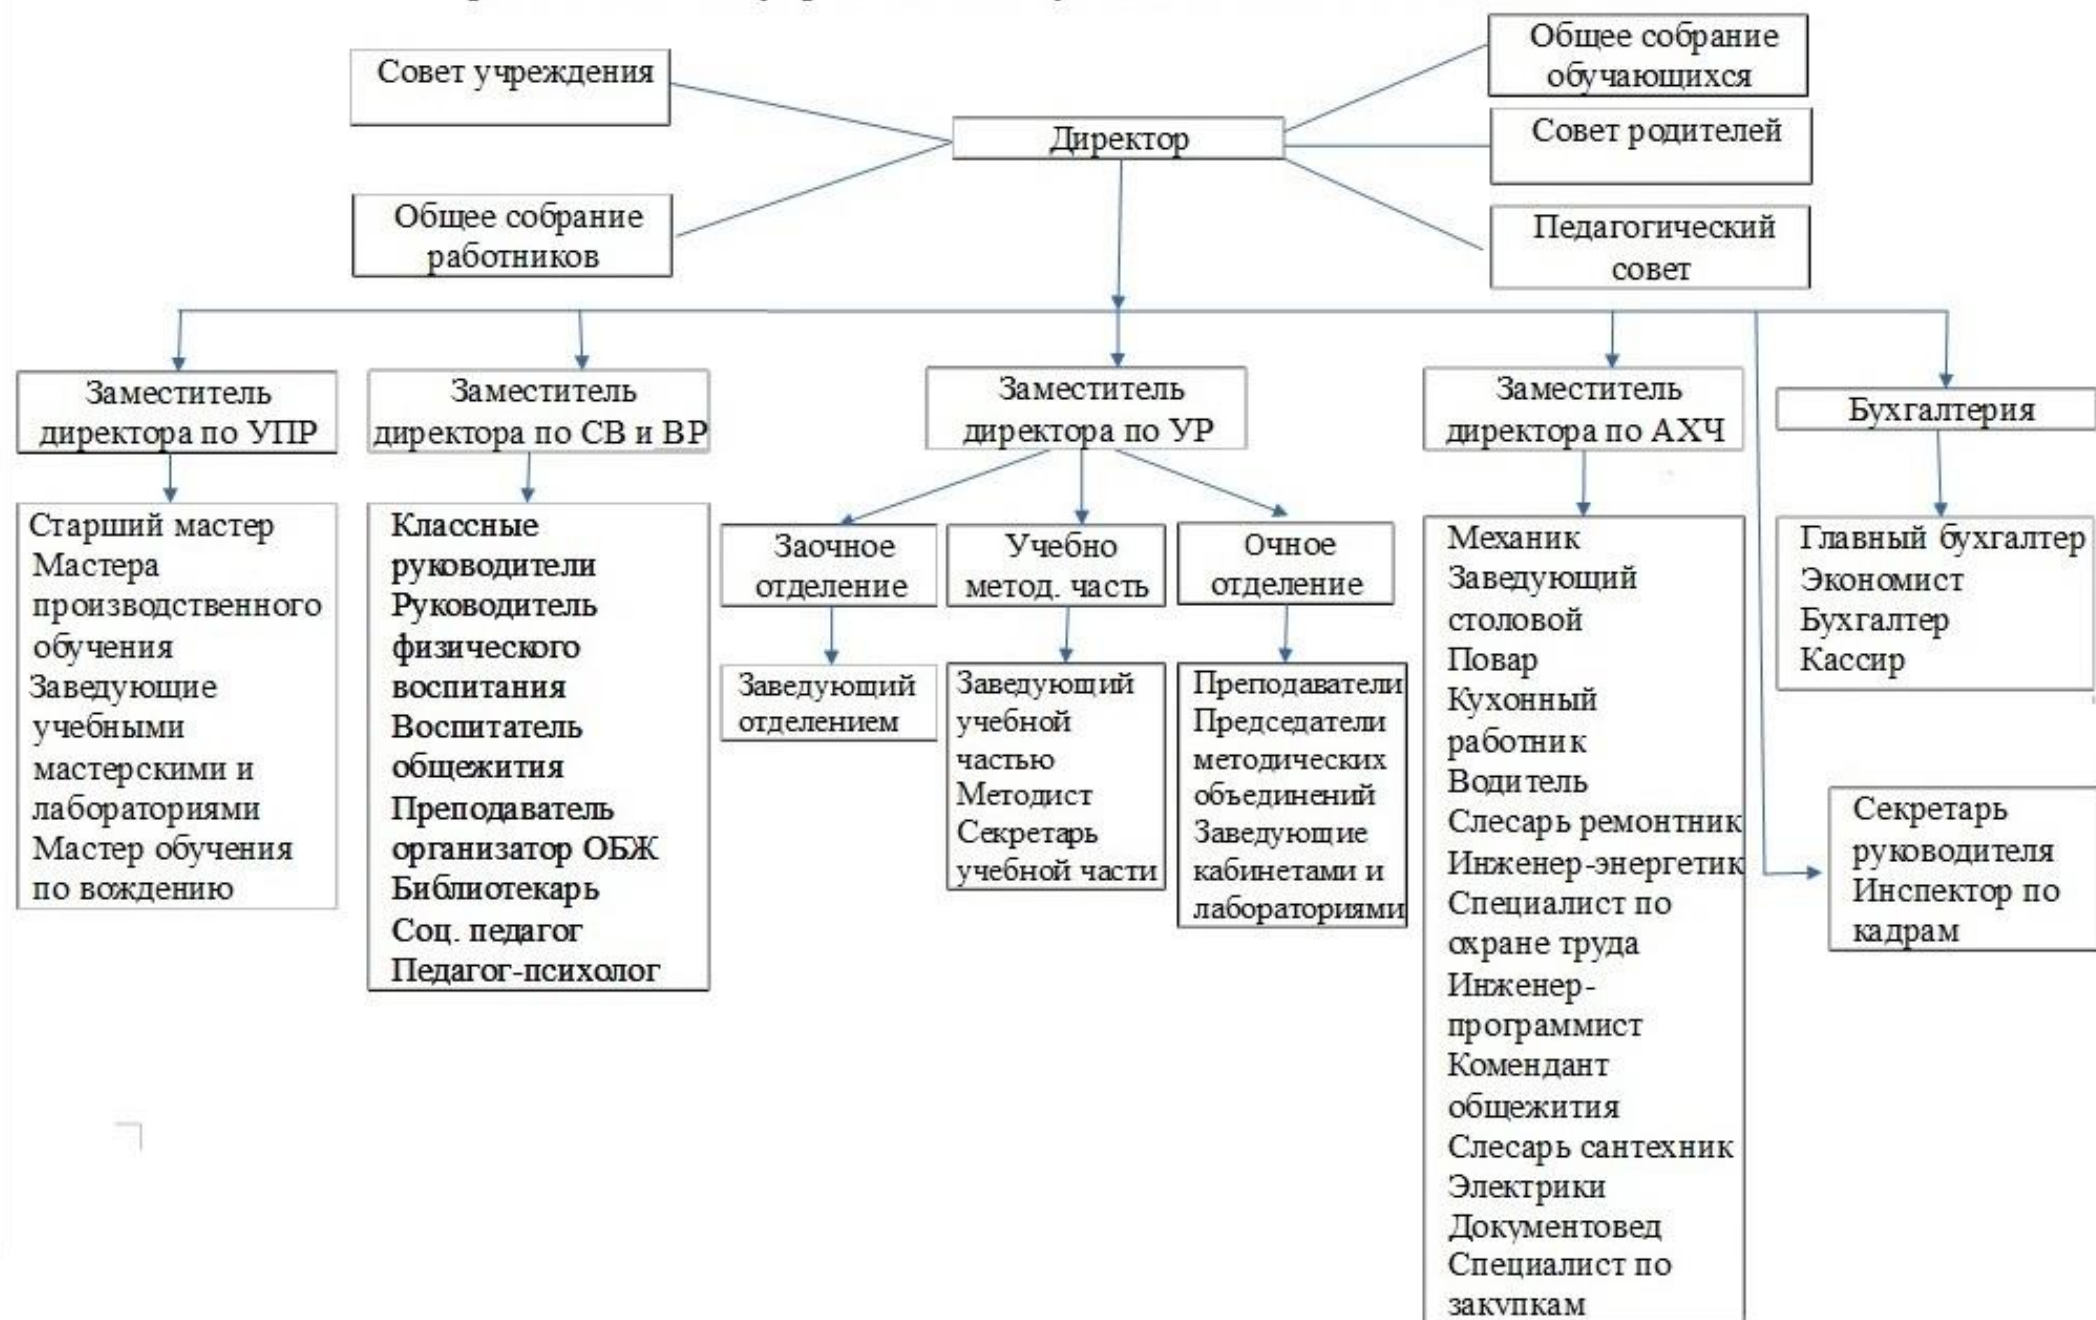 Совет учреждения
Общее собрание
обучающихся
Директор
Совет родителей
Общее собрание
работников
Педагогический
совет
Заместитель
директора по УПР
Заместитель
директора по СВ и ВР
Заместитель
директора по УР
Заместитель
директора по АХЧ
Бухгалтерия
Старший мастер
Мастера
производственного
обучения
Заведующие
учебными
мастерскими и
лабораториями
Мастер обучения
по вождению
Классные
руководители
Руководитель
физического
воспитания
Воспитатель
общежития
Преподаватель
организатор ОБЖ
Библиотекарь
Соц. педагог
Педагог-психолог
Заочное
отделение
Заведующий
отделением
Учебно
метод. часть
Заведующий
учебной
частью
Методист
Секретарь
учебной части
Очное
отделение
Преподаватели
Председатели
методических
объединений
Заведующие
кабинетами и
лабораториями
Механик
Заведующий
столовой
Повар
Кухонный
работник
Водитель
Слесарь ремонтник
Инженер-энергетик
Специалист по
охране труда
Инженер-
программист
Комендант
общежития
Слесарь сантехник
Электрики
Документовед
Специалист по
закупкам
Главный бухгалтер
Экономист
Бухгалтер
Кассир
Секретарь
руководителя
Инспектор по
кадрам